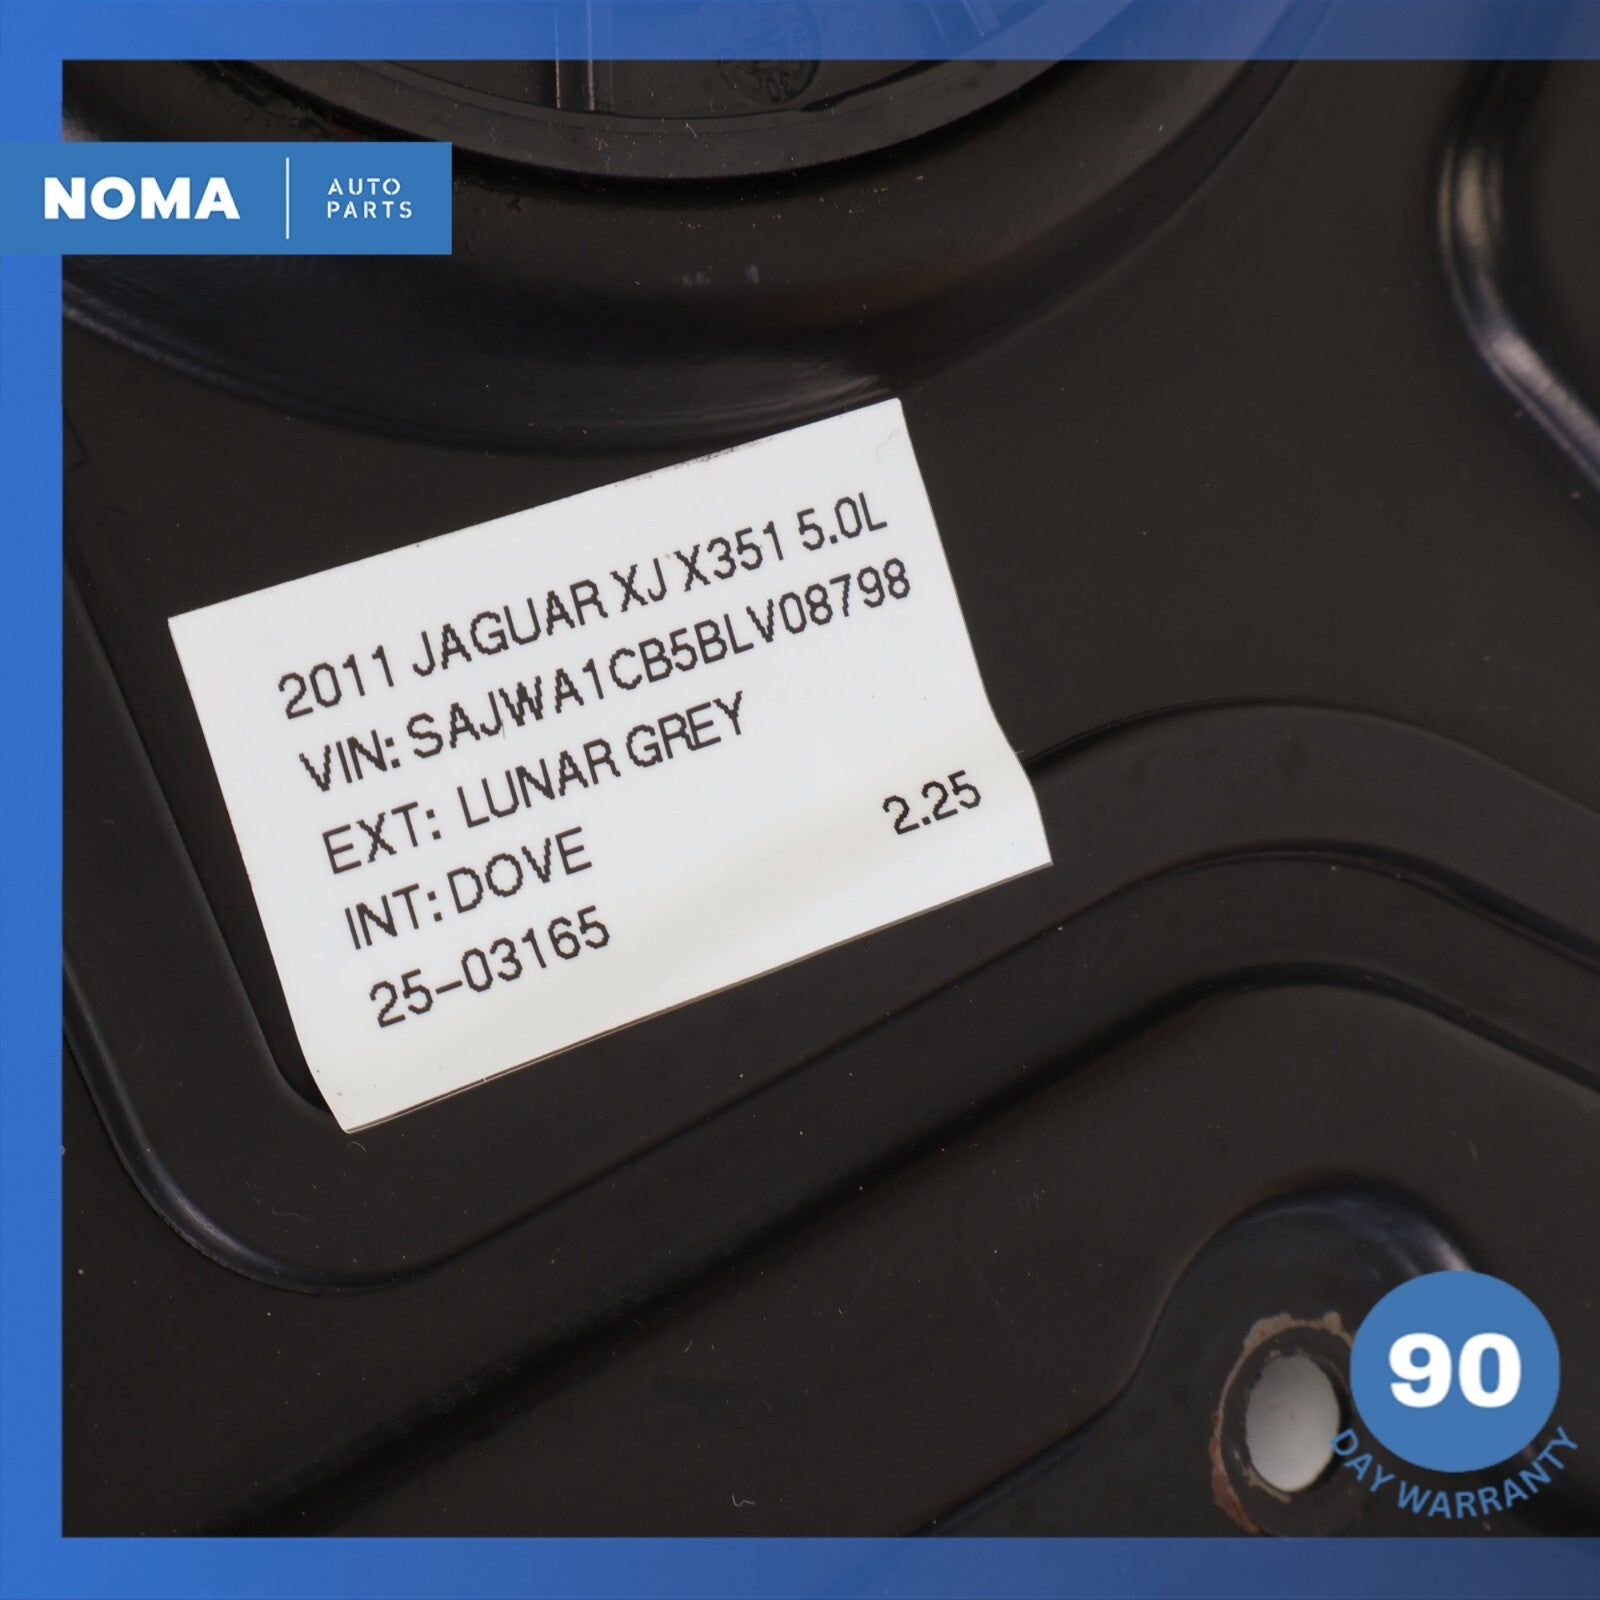 NOMA
AUTO
PARTS
2011 JAGUAR XJ X351 5.0L
VIN: SAJWA1CB5BLV08798
EXT: LUNAR GREY
INT: DOVE
2.25
25-03165
90
DAY WARRANTY